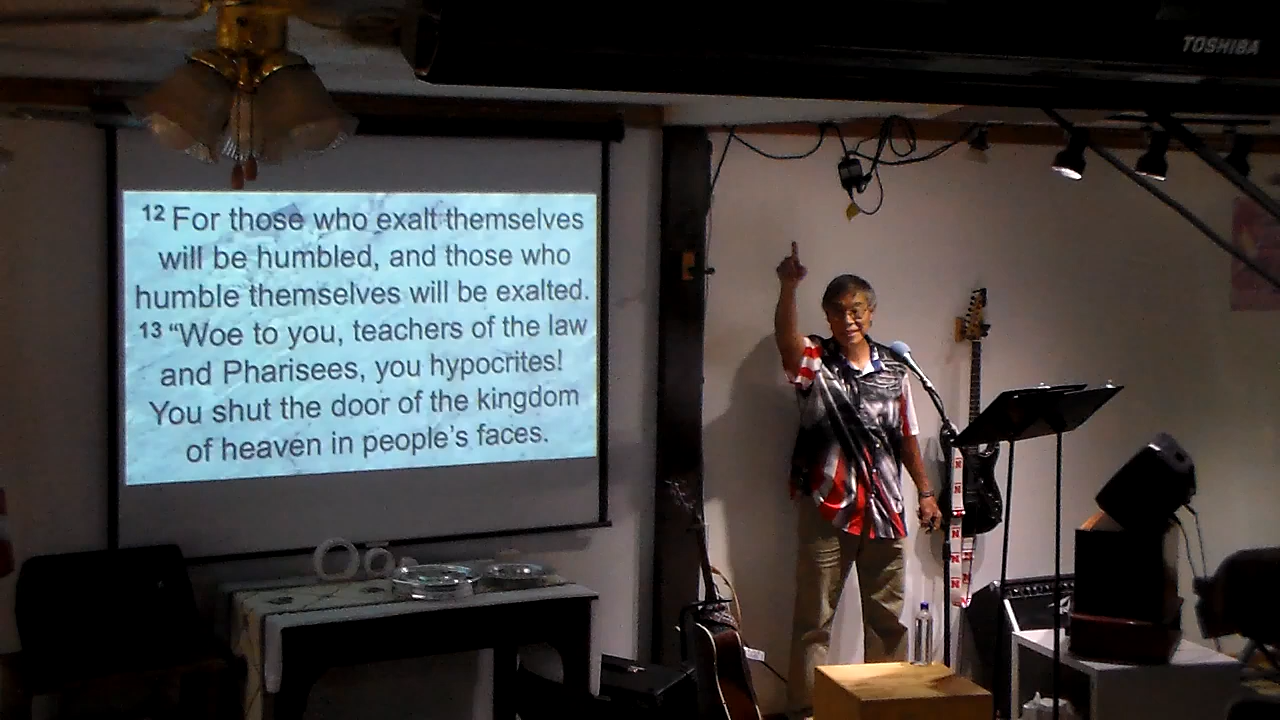 TOSHIBA
12 For those who exalt themselves
will be humbled, and those who
humble themselves will be exalted.
13 “Woe to you, teachers of the law
and Pharisees, you hypocrites!
You shut the door of the kingdom
of heaven in people’s faces.
N
N
N
N